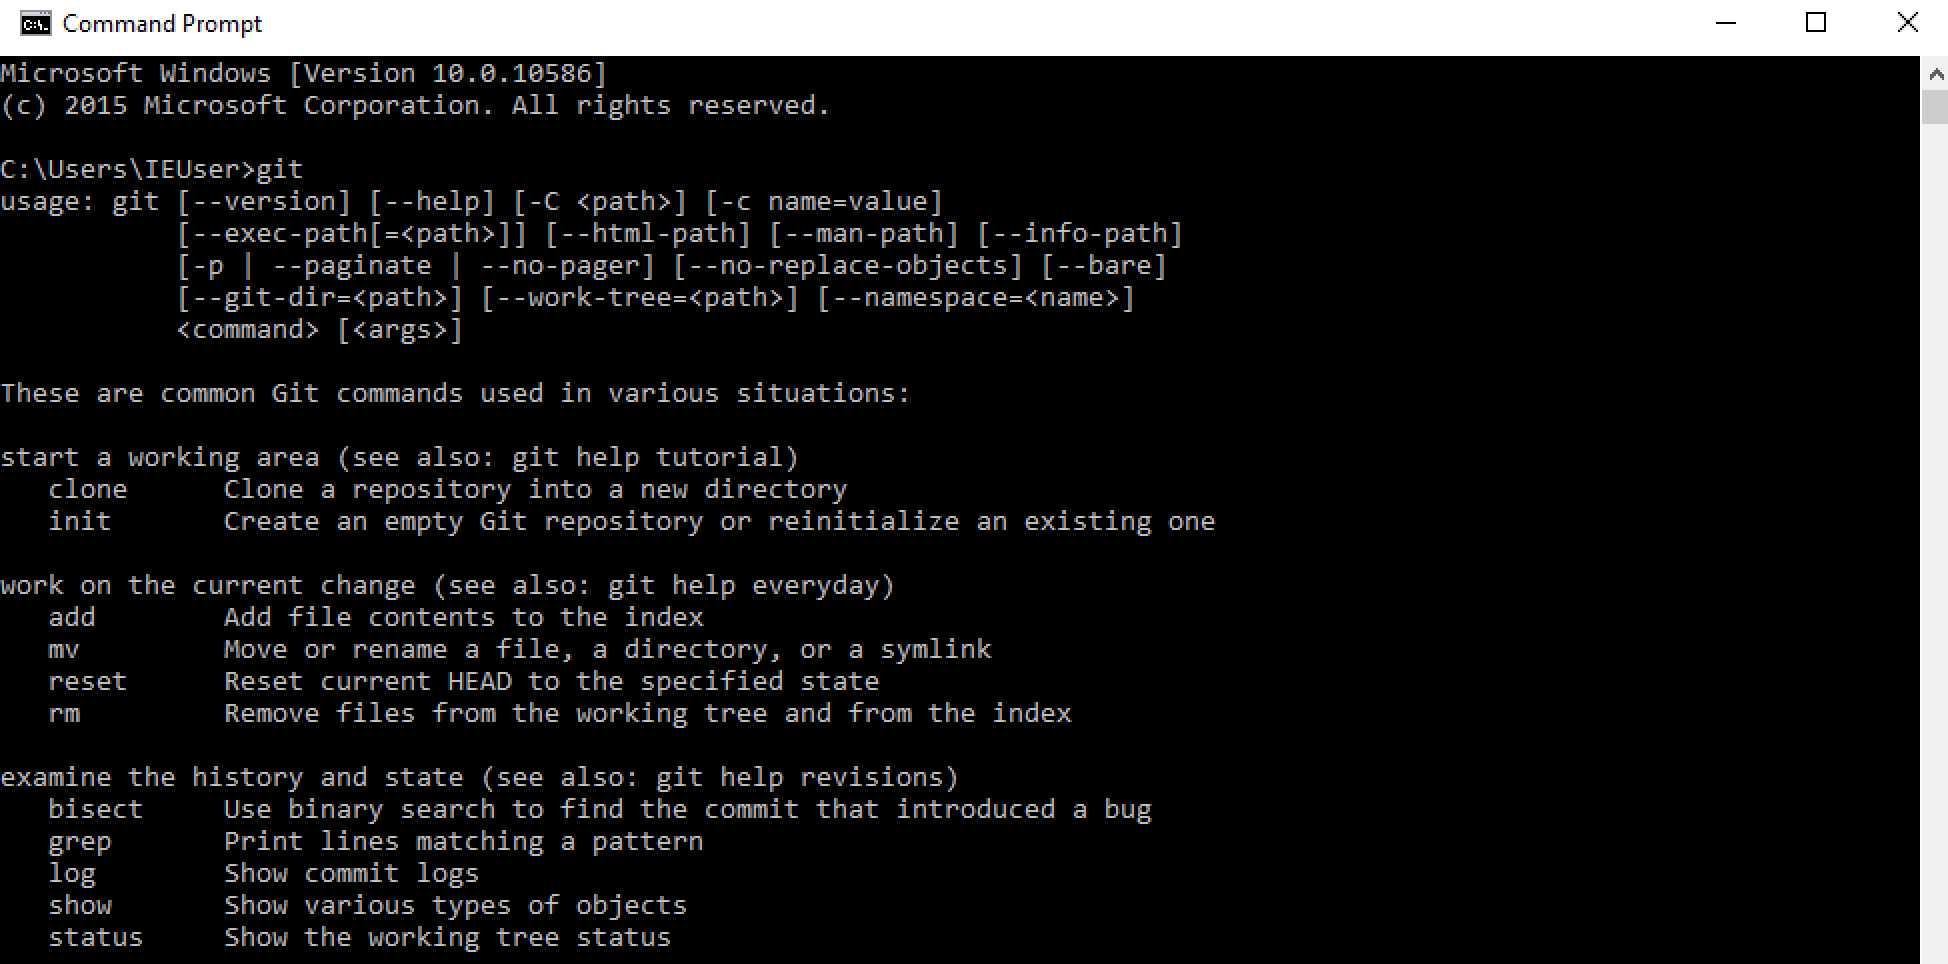 Command Prompt
Microsoft Windows [Version 10.0.10586]
(c) 2015 Microsoft Corporation. All rights reserved.

C:\Users\IEUser>git
usage: git [--version] [--help] [-C <path>] [-c name=value]
           [--exec-path[=<path>]] [--html-path] [--man-path] [--info-path]
           [-p | --paginate | --no-pager] [--no-replace-objects] [--bare]
           [--git-dir=<path>] [--work-tree=<path>] [--namespace=<name>]
           <command> [<args>]

These are common Git commands used in various situations:

start a working area (see also: git help tutorial)
   clone      Clone a repository into a new directory
   init       Create an empty Git repository or reinitialize an existing one

work on the current change (see also: git help everyday)
   add        Add file contents to the index
   mv         Move or rename a file, a directory, or a symlink
   reset      Reset current HEAD to the specified state
   rm         Remove files from the working tree and from the index

examine the history and state (see also: git help revisions)
   bisect     Use binary search to find the commit that introduced a bug
   grep       Print lines matching a pattern
   log        Show commit logs
   show       Show various types of objects
   status     Show the working tree status